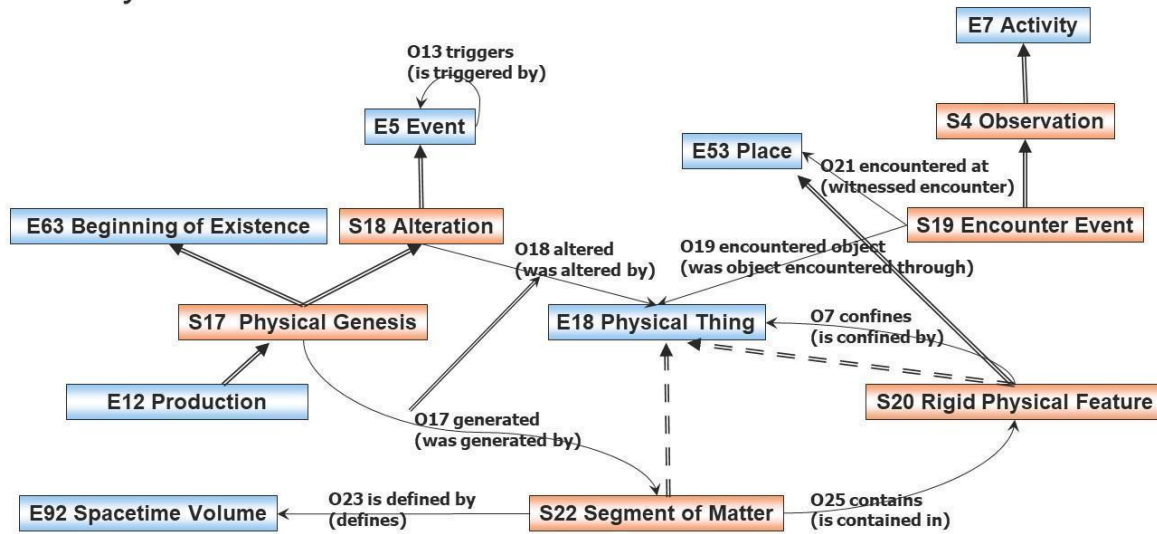 E7 Activity
O13 triggers
(is triggered by)
S4 Observation
E5 Event
E53 Place
O21 encountered at
(witnessed encounter)
E63 Beginning of Existence
S18 Alteration
S19 Encounter Event
O18 altered
(was altered by)
O19 encountered object
(was object encountered through)
S17 Physical Genesis
E18 Physical Thing
O7 confines
(is confined by)
E12 Production
S20 Rigid Physical Feature
O17 generated
(was generated by)
E92 Spacetime Volume
O23 is defined by
(defines)
S22 Segment of Matter
O25 contains
(is contained in)